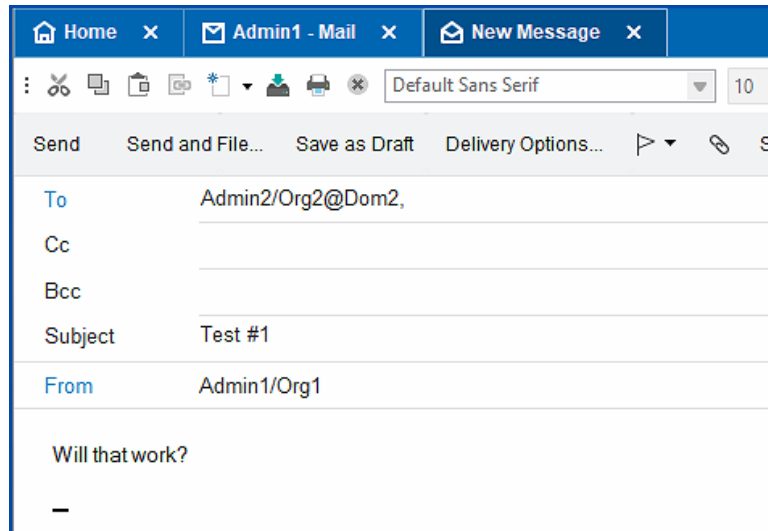 Home Admin1 - Mail New Message
Default Sans Serif 10
Send Send and File... Save as Draft Delivery Options...
To Admin2/Org2@Dom2,
Cc
Bcc
Subject Test #1
From Admin1/Org1
Will that work?